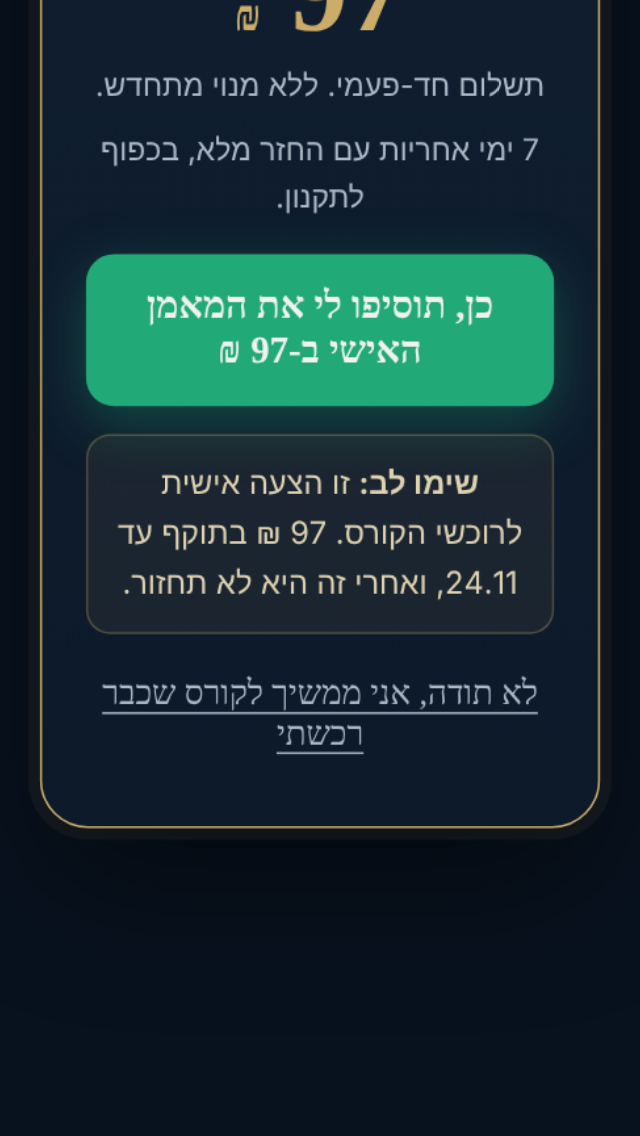 97 ₪
תשלום חד-פעמי. ללא מנוי מתחדש.
7 ימי אחריות עם החזר מלא, בכפוף
לתקנון.
כן, תוסיפו לי את המאמן
האישי ב-97 ₪
שימו לב: זו הצעה אישית
לרוכשי הקורס. 97 ₪ בתוקף עד
24.11, ואחרי זה היא לא תחזור.
לא תודה, אני ממשיך לקורס שכבר
רכשתי